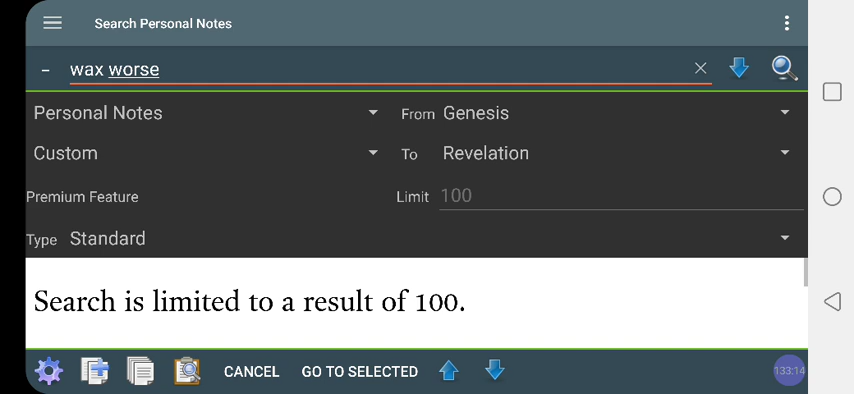 Search Personal Notes
wax worse
Personal Notes From Genesis
Custom To Revelation
Premium Feature Limit 100
Type Standard
Search is limited to a result of 100.
CANCEL GO TO SELECTED 133:14